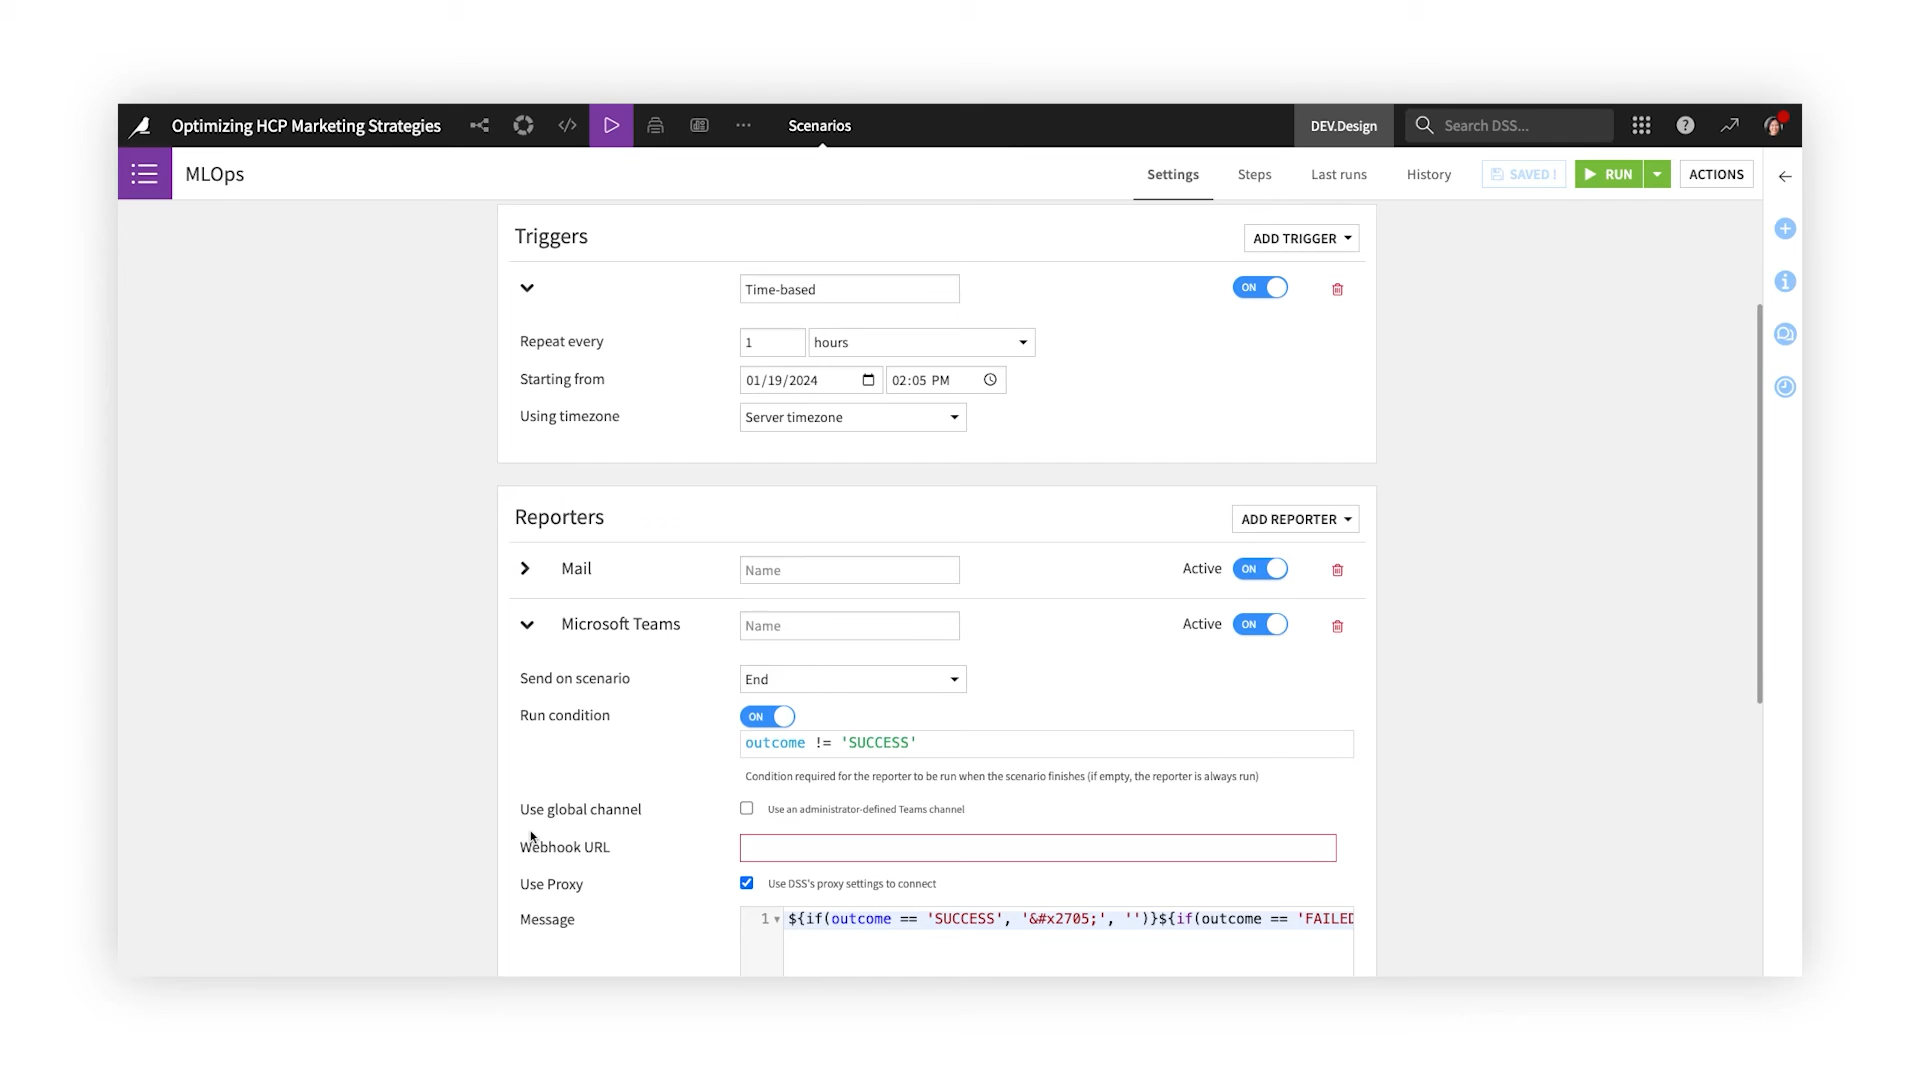 Optimizing HCP Marketing Strategies
Scenarios
DEV.Design
Search DSS...
MLOps
Settings
Steps
Last runs
History
SAVED!
RUN
ACTIONS
Triggers
ADD TRIGGER
Time-based
ON
Repeat every
1
hours
Starting from
01/19/2024
02:05 PM
Using timezone
Server timezone
Reporters
ADD REPORTER
Mail
Name
Active
ON
Microsoft Teams
Name
Active
ON
Send on scenario
End
Run condition
ON
outcome != 'SUCCESS'
Condition required for the reporter to be run when the scenario finishes (if empty, the reporter is always run)
Use global channel
Use an administrator-defined Teams channel
Webhook URL
Use Proxy
Use DSS's proxy settings to connect
Message
1
${if(outcome == 'SUCCESS', '&#x2705;', '')}${if(outcome == 'FAILED